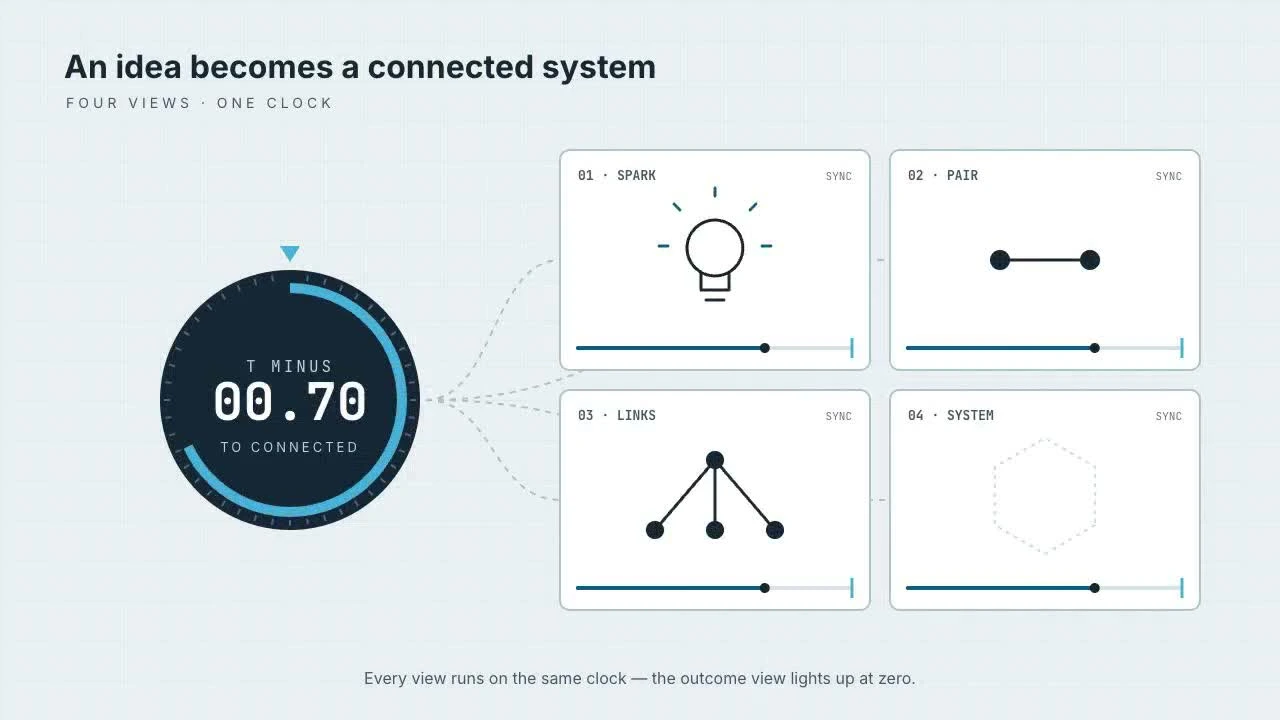 An idea becomes a connected system
FOUR VIEWS · ONE CLOCK
T MINUS
00.70
TO CONNECTED
01 · SPARK
SYNC
02 · PAIR
SYNC
03 · LINKS
SYNC
04 · SYSTEM
SYNC
Every view runs on the same clock — the outcome view lights up at zero.